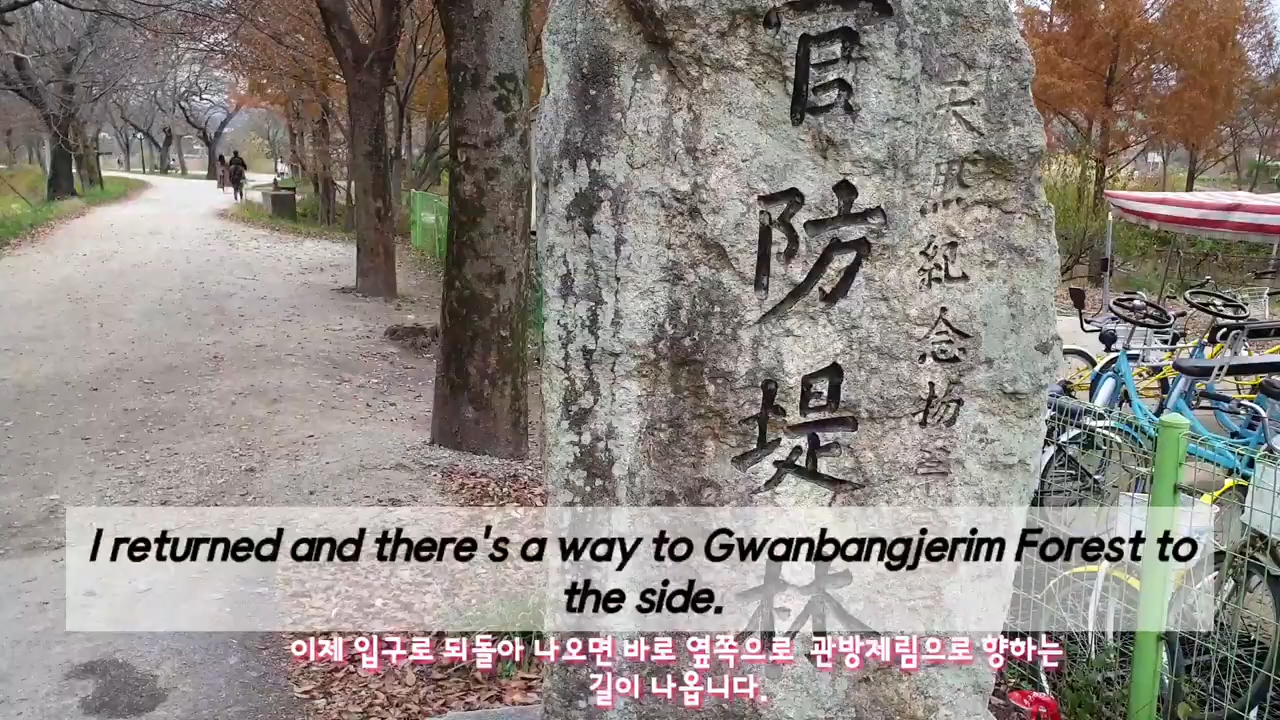 天然紀念物三
官防堤林
I returned and there's a way to Gwanbangjerim Forest to
the side.
이제 입구로 되돌아 나오면 바로 옆쪽으로 관방제림으로 향하는
길이 나옵니다.